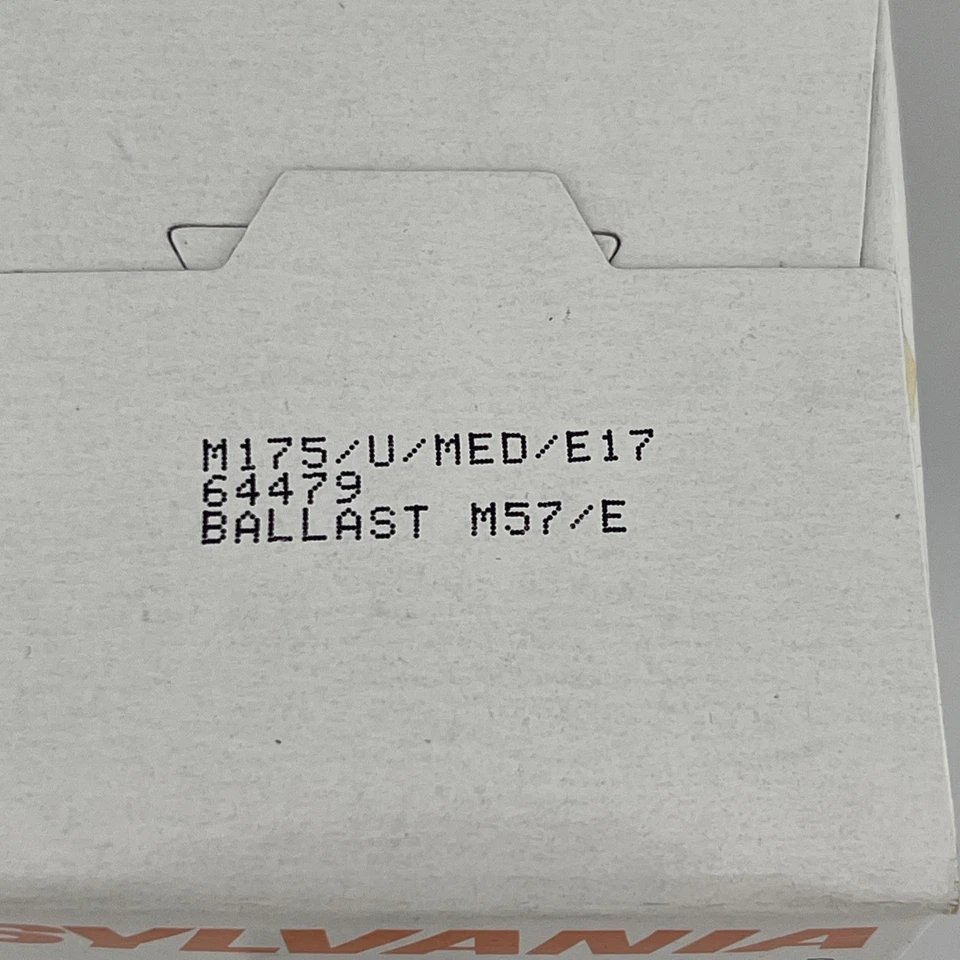 M175/U/MED/E17
64479
BALLAST M57/E
SYLVANIA